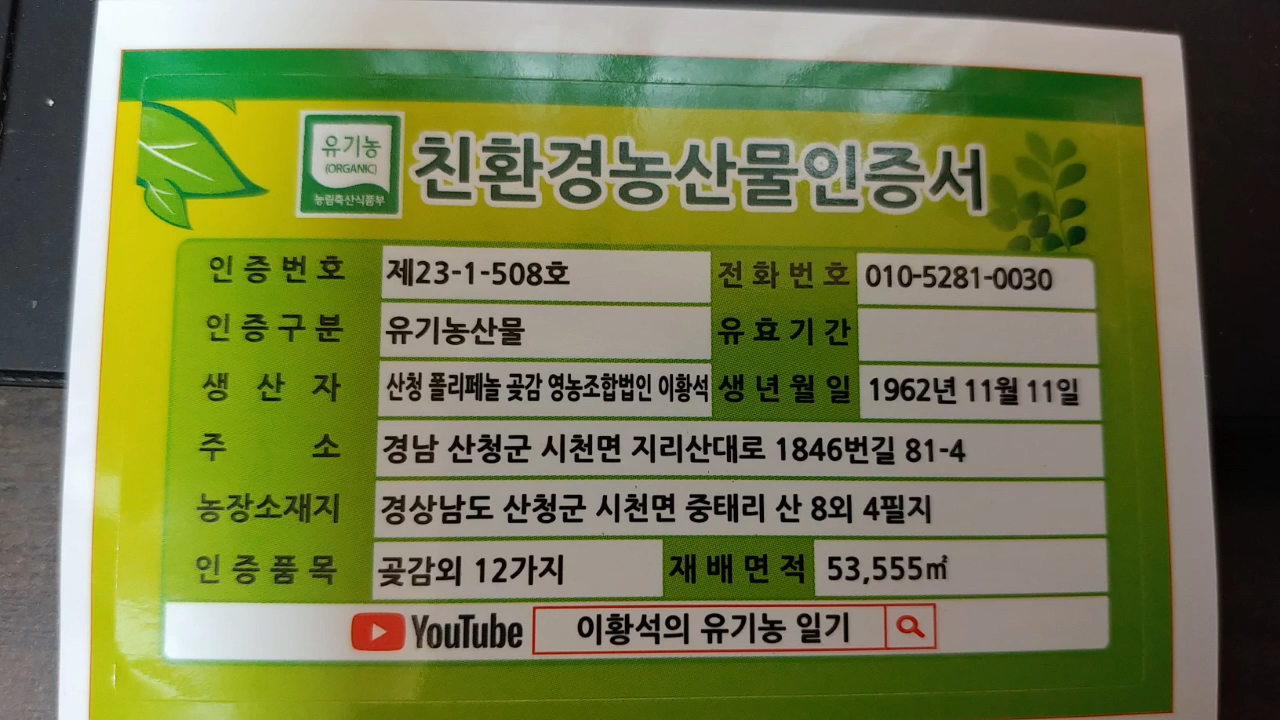 유기농
(ORGANIC)
농림축산식품부
친환경농산물인증서
인증번호 제23-1-508호 전화번호 010-5281-0030
인증구분 유기농산물 유효기간
생산자 산청 폴리페놀 곶감 영농조합법인 이황석 생년월일 1962년 11월 11일
주소 경남 산청군 시천면 지리산대로 1846번길 81-4
농장소재지 경상남도 산청군 시천면 중태리 산 8외 4필지
인증품목 곶감외 12가지 재배면적 53,555㎡
YouTube 이황석의 유기농 일기